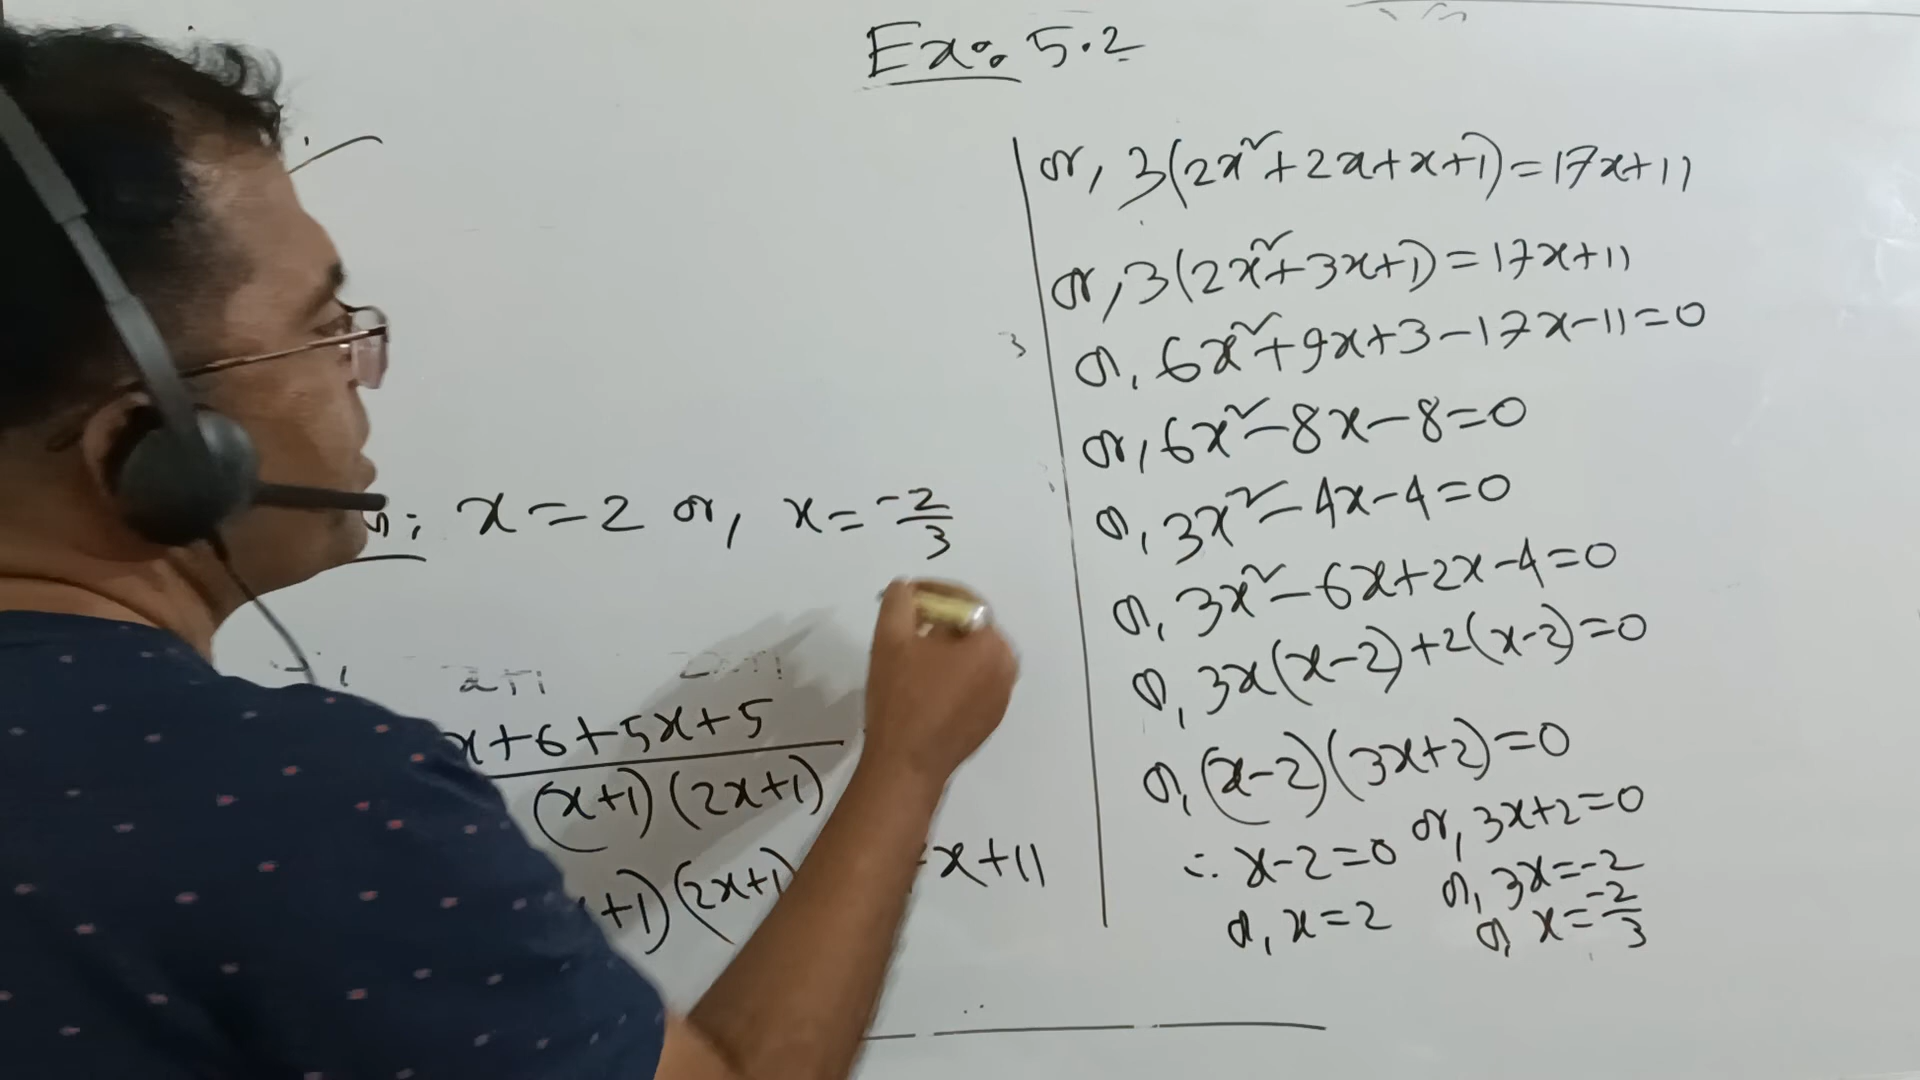 Ex: 5.2
x = 2 or, x = -2/3
x+6+5x+5
(x+1)(2x+1)
+1)(2x+1)
x+11
or, 3(2x²+2x+x+1)=17x+11
or, 3(2x²+3x+1)=17x+11
or, 6x²+9x+3-17x-11=0
or, 6x²-8x-8=0
or, 3x²-4x-4=0
or, 3x²-6x+2x-4=0
or, 3x(x-2)+2(x-2)=0
or, (x-2)(3x+2)=0
∴ x-2=0 or, 3x+2=0
or, x=2 or, 3x=-2
or, x=-2/3